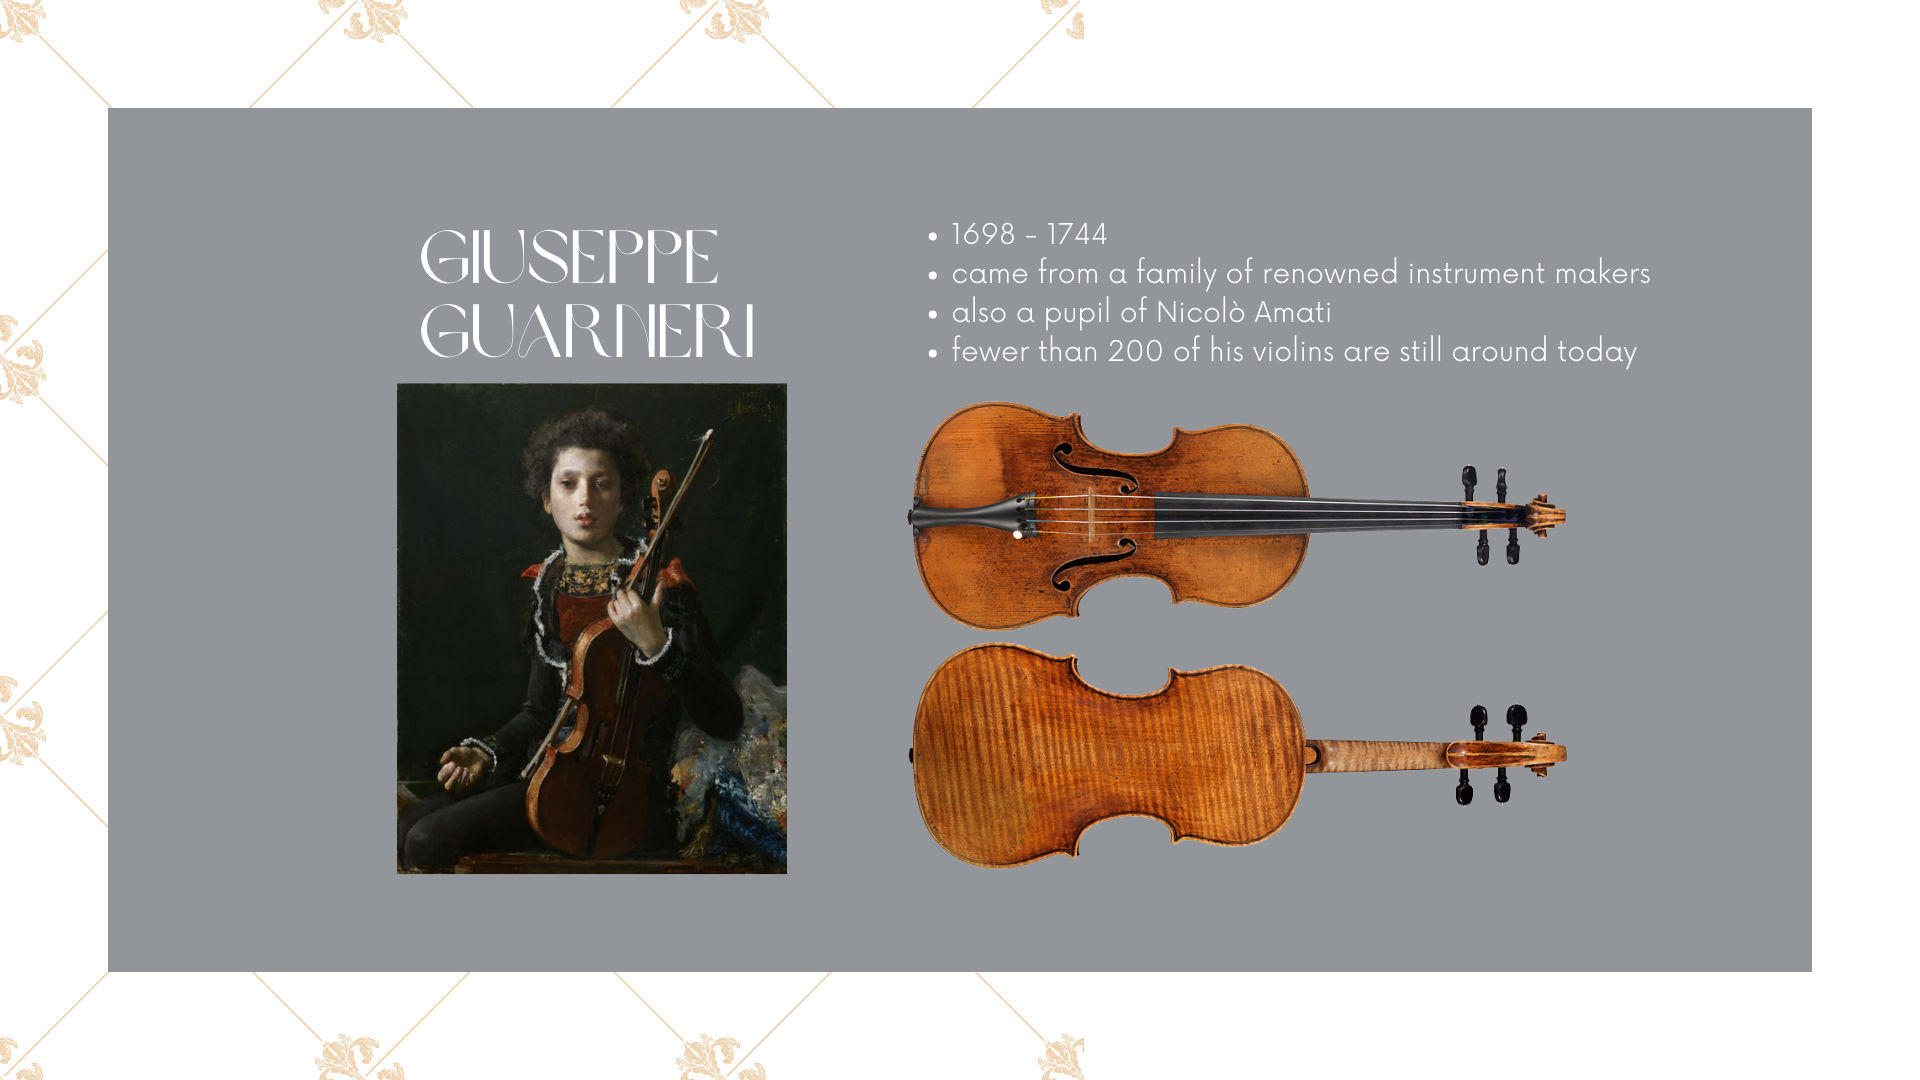 GIUSEPPE
GUARNERI
• 1698 - 1744
• came from a family of renowned instrument makers
• also a pupil of Nicolò Amati
• fewer than 200 of his violins are still around today